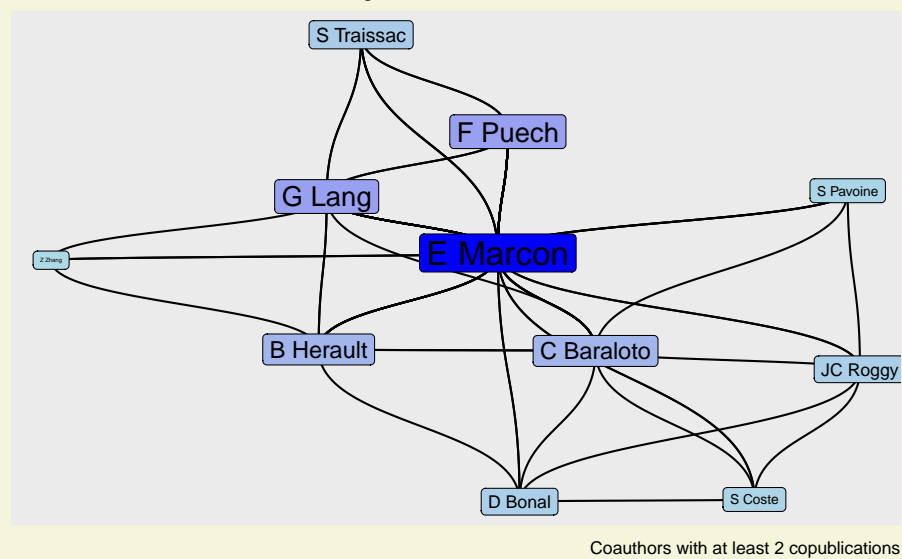 S Traissac
F Puech
G Lang
S Pavoine
E Marcon
Z Zhang
B Herault
C Baraloto
JC Roggy
D Bonal
S Coste
Coauthors with at least 2 copublications